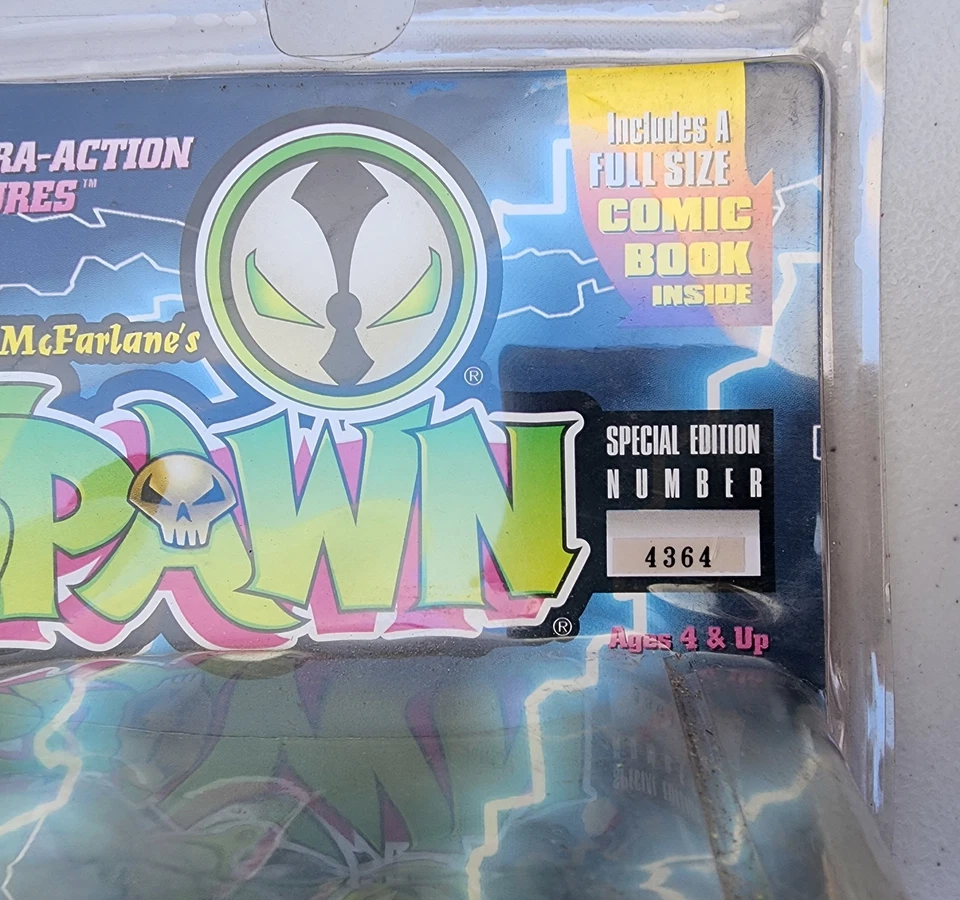 RA-ACTION
URES™
McFarlane's
PAWN
®
®
Includes A
FULL SIZE
COMIC
BOOK
INSIDE
SPECIAL EDITION
NUMBER
4364
Ages 4 & Up